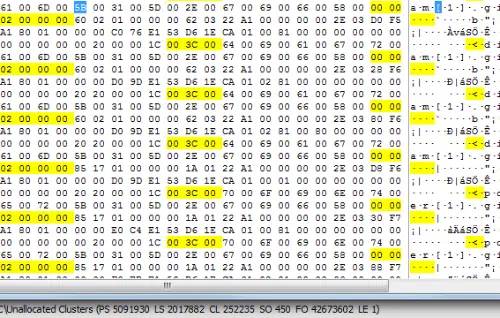 61 00 6D 00 5B 00 31 00 5D 00 2E 00 67 00 69 00 66 00 58 00 00 00 a·m·[·1·]·.·g·i
02 00 00 00 60 02 01 00 00 00 00 00 62 03 22 A1 00 00 00 00 2E 03 D0 F5
A1 80 01 00 00 00 00 C0 76 E1 53 D6 1E CA 01 01 80 00 00 00 00 00
00 00 00 00 00 20 00 00 00 1C 00 3C 00 64 00 69 00 61 00 67 00 72 00
61 00 6D 00 5B 00 31 00 5D 00 2E 00 67 00 69 00 66 00 58 00 00 00 a·m·[·1·]·.·g·i
02 00 00 00 60 02 01 00 00 00 00 00 62 03 22 A1 00 00 00 00 2E 03 28 F6
A1 80 01 00 00 00 00 D0 D9 E1 53 D6 1E CA 01 02 81 00 00 00 00 00
00 00 00 00 00 20 00 00 00 1C 00 3C 00 64 00 69 00 61 00 67 00 72 00
61 00 6D 00 5B 00 31 00 5D 00 2E 00 67 00 69 00 66 00 58 00 00 00 a·m·[·1·]·.·g·i
02 00 00 00 60 02 01 00 00 00 00 00 62 03 22 A1 00 00 00 00 2E 03 80 F6
A1 80 01 00 00 00 00 D0 9D E1 53 D6 1E CA 01 02 81 00 00 00 00 00
00 00 00 00 00 20 00 00 00 1C 00 3C 00 64 00 69 00 61 00 67 00 72 00
61 00 6D 00 5B 00 31 00 5D 00 2E 00 67 00 69 00 66 00 58 00 00 00 a·m·[·1·]·.·g·i
02 00 00 00 85 17 01 00 00 00 1A 01 22 A1 00 00 00 00 2E 03 D8 F6
A1 80 01 00 00 00 00 D0 9D DE E1 53 D6 1E CA 01 00 01 00 00 00 00 00
00 00 00 00 00 20 00 00 00 1C 00 3C 00 70 00 6F 00 69 00 6E 00 74 00
65 00 72 00 5B 00 31 00 5D 00 2E 00 67 00 69 00 66 00 58 00 00 00 e·r·[·1·]·.·g·i
02 00 00 00 85 17 01 00 00 00 00 00 1A 01 22 A1 00 00 00 00 2E 03 30 F7
A1 80 01 00 00 00 00 E0 C4 E1 53 D6 1E CA 01 00 81 00 00 00 00 00
00 00 00 00 00 20 00 00 00 1C 00 3C 00 70 00 6F 00 69 00 6E 00 74 00
65 00 72 00 5B 00 31 00 5D 00 2E 00 67 00 69 00 66 00 58 00 00 00 e·r·[·1·]·.·g·i
02 00 00 00 85 17 01 00 00 00 00 00 1A 01 22 A1 00 00 00 00 2E 03 88 F7
C\Unallocated Clusters (PS 5091930 LS 2017882 CL 252235 SO 450 FO 42673602 LE 1)